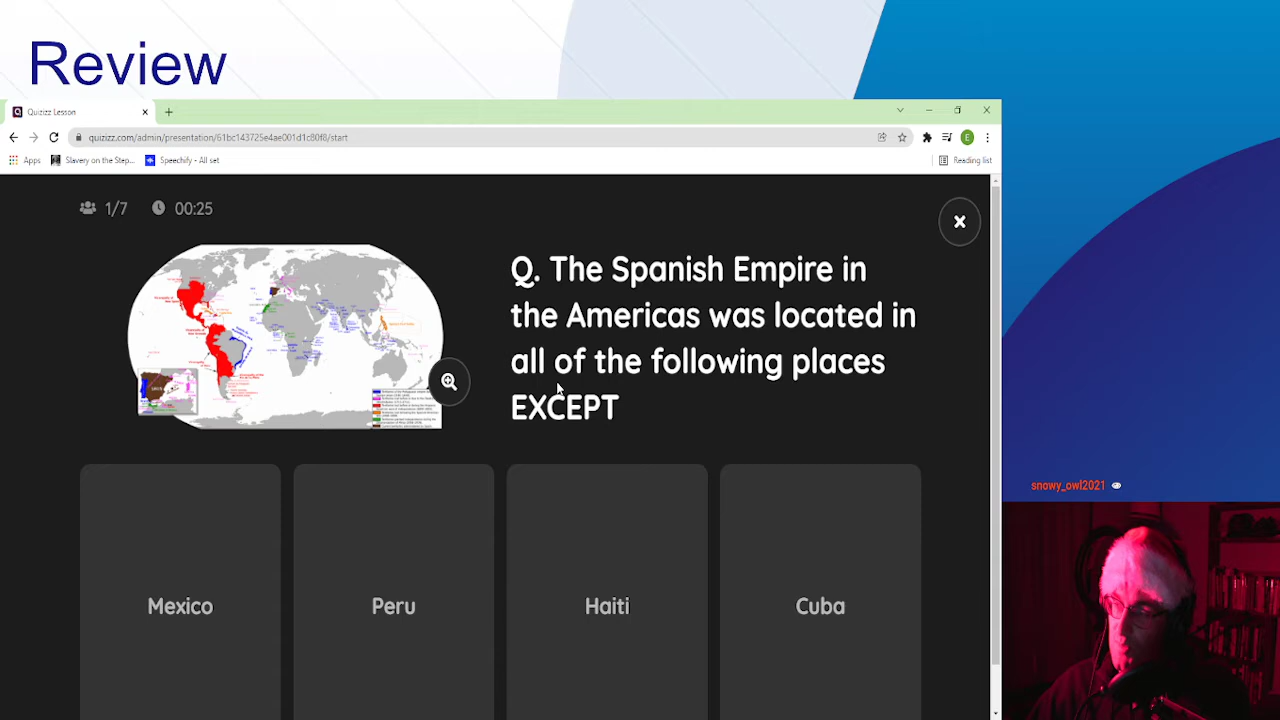 Review
Quizizz Lesson
quizizz.com/admin/presentation/61bc143725e4ae001d1c80f8/start
Apps
Slavery on the Step...
Speechify - All set
Reading list
1/7
00:25
Q. The Spanish Empire in
the Americas was located in
all of the following places
EXCEPT
Mexico
Peru
Haiti
Cuba
snowy_owl2021